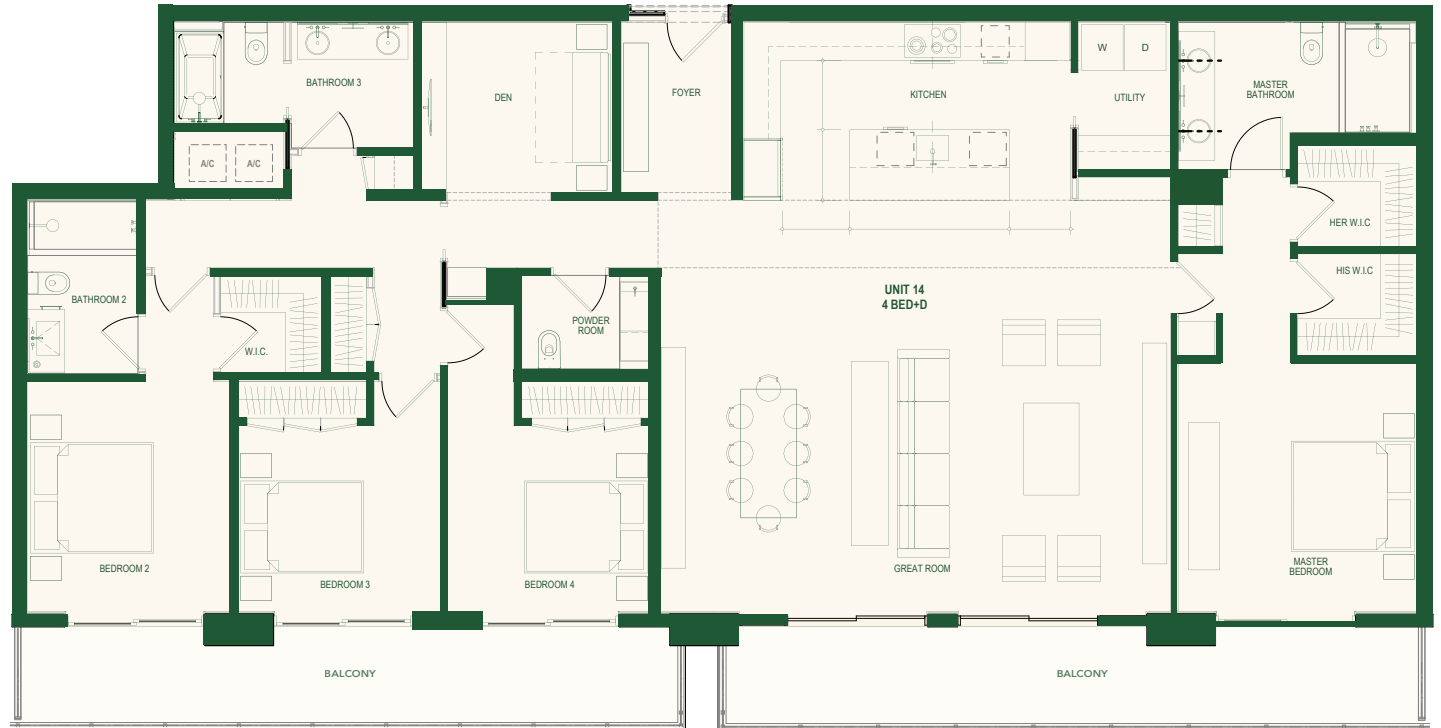 BATHROOM 3
DEN
FOYER
KITCHEN
W
D
UTILITY
MASTER
BATHROOM
A/C
A/C
HER W.I.C
HIS W.I.C
BATHROOM 2
W.I.C.
POWDER
ROOM
UNIT 14
4 BED+D
BEDROOM 2
BEDROOM 3
BEDROOM 4
GREAT ROOM
MASTER
BEDROOM
BALCONY
BALCONY